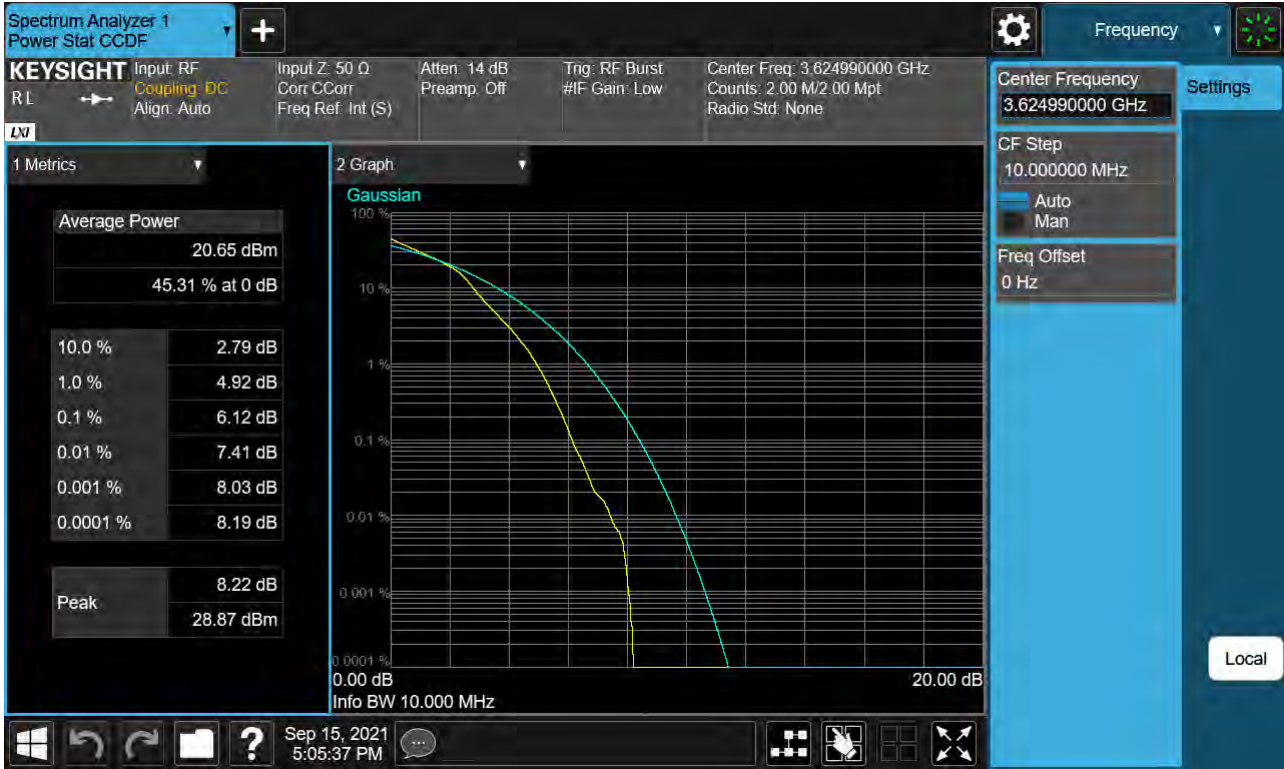 Spectrum Analyzer 1
Power Stat CCDF
Frequency
KEYSIGHT
R L
LXI
Input: RF
Coupling: DC
Align: Auto
Input Z: 50 Ω
Corr CCorr
Freq Ref: Int (S)
Atten: 14 dB
Preamp: Off
Trig: RF Burst
#IF Gain: Low
Center Freq: 3.624990000 GHz
Counts: 2.00 M/2.00 Mpt
Radio Std: None
Center Frequency
3.624990000 GHz
Settings
CF Step
10.000000 MHz
Auto
Man
Freq Offset
0 Hz
1 Metrics
Average Power
20.65 dBm
45.31 % at 0 dB
10.0 % 2.79 dB
1.0 % 4.92 dB
0.1 % 6.12 dB
0.01 % 7.41 dB
0.001 % 8.03 dB
0.0001 % 8.19 dB
Peak
8.22 dB
28.87 dBm
2 Graph
Gaussian
100 %
10 %
1 %
0.1 %
0.01 %
0.001 %
0.0001 %
0.00 dB 20.00 dB
Info BW 10.000 MHz
Local
?
Sep 15, 2021
5:05:37 PM